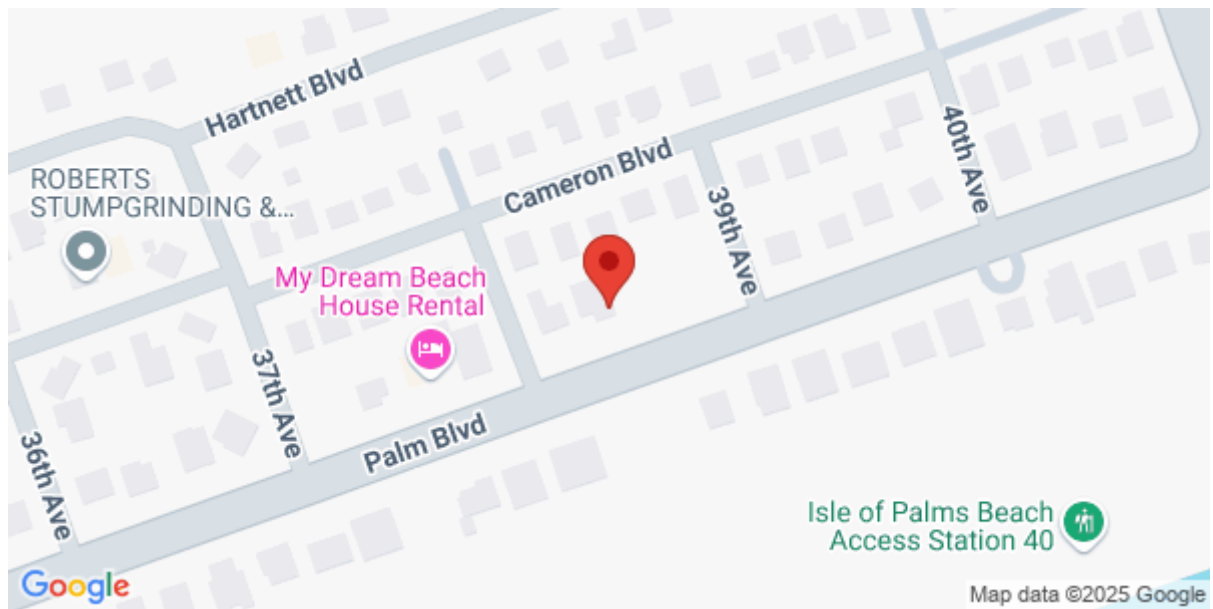 Hartnett Blvd
ROBERTS
STUMPGRINDING &...
Cameron Blvd
40th Ave
39th Ave
My Dream Beach
House Rental
37th Ave
36th Ave
Palm Blvd
Isle of Palms Beach
Access Station 40
Google
Map data ©2025 Google